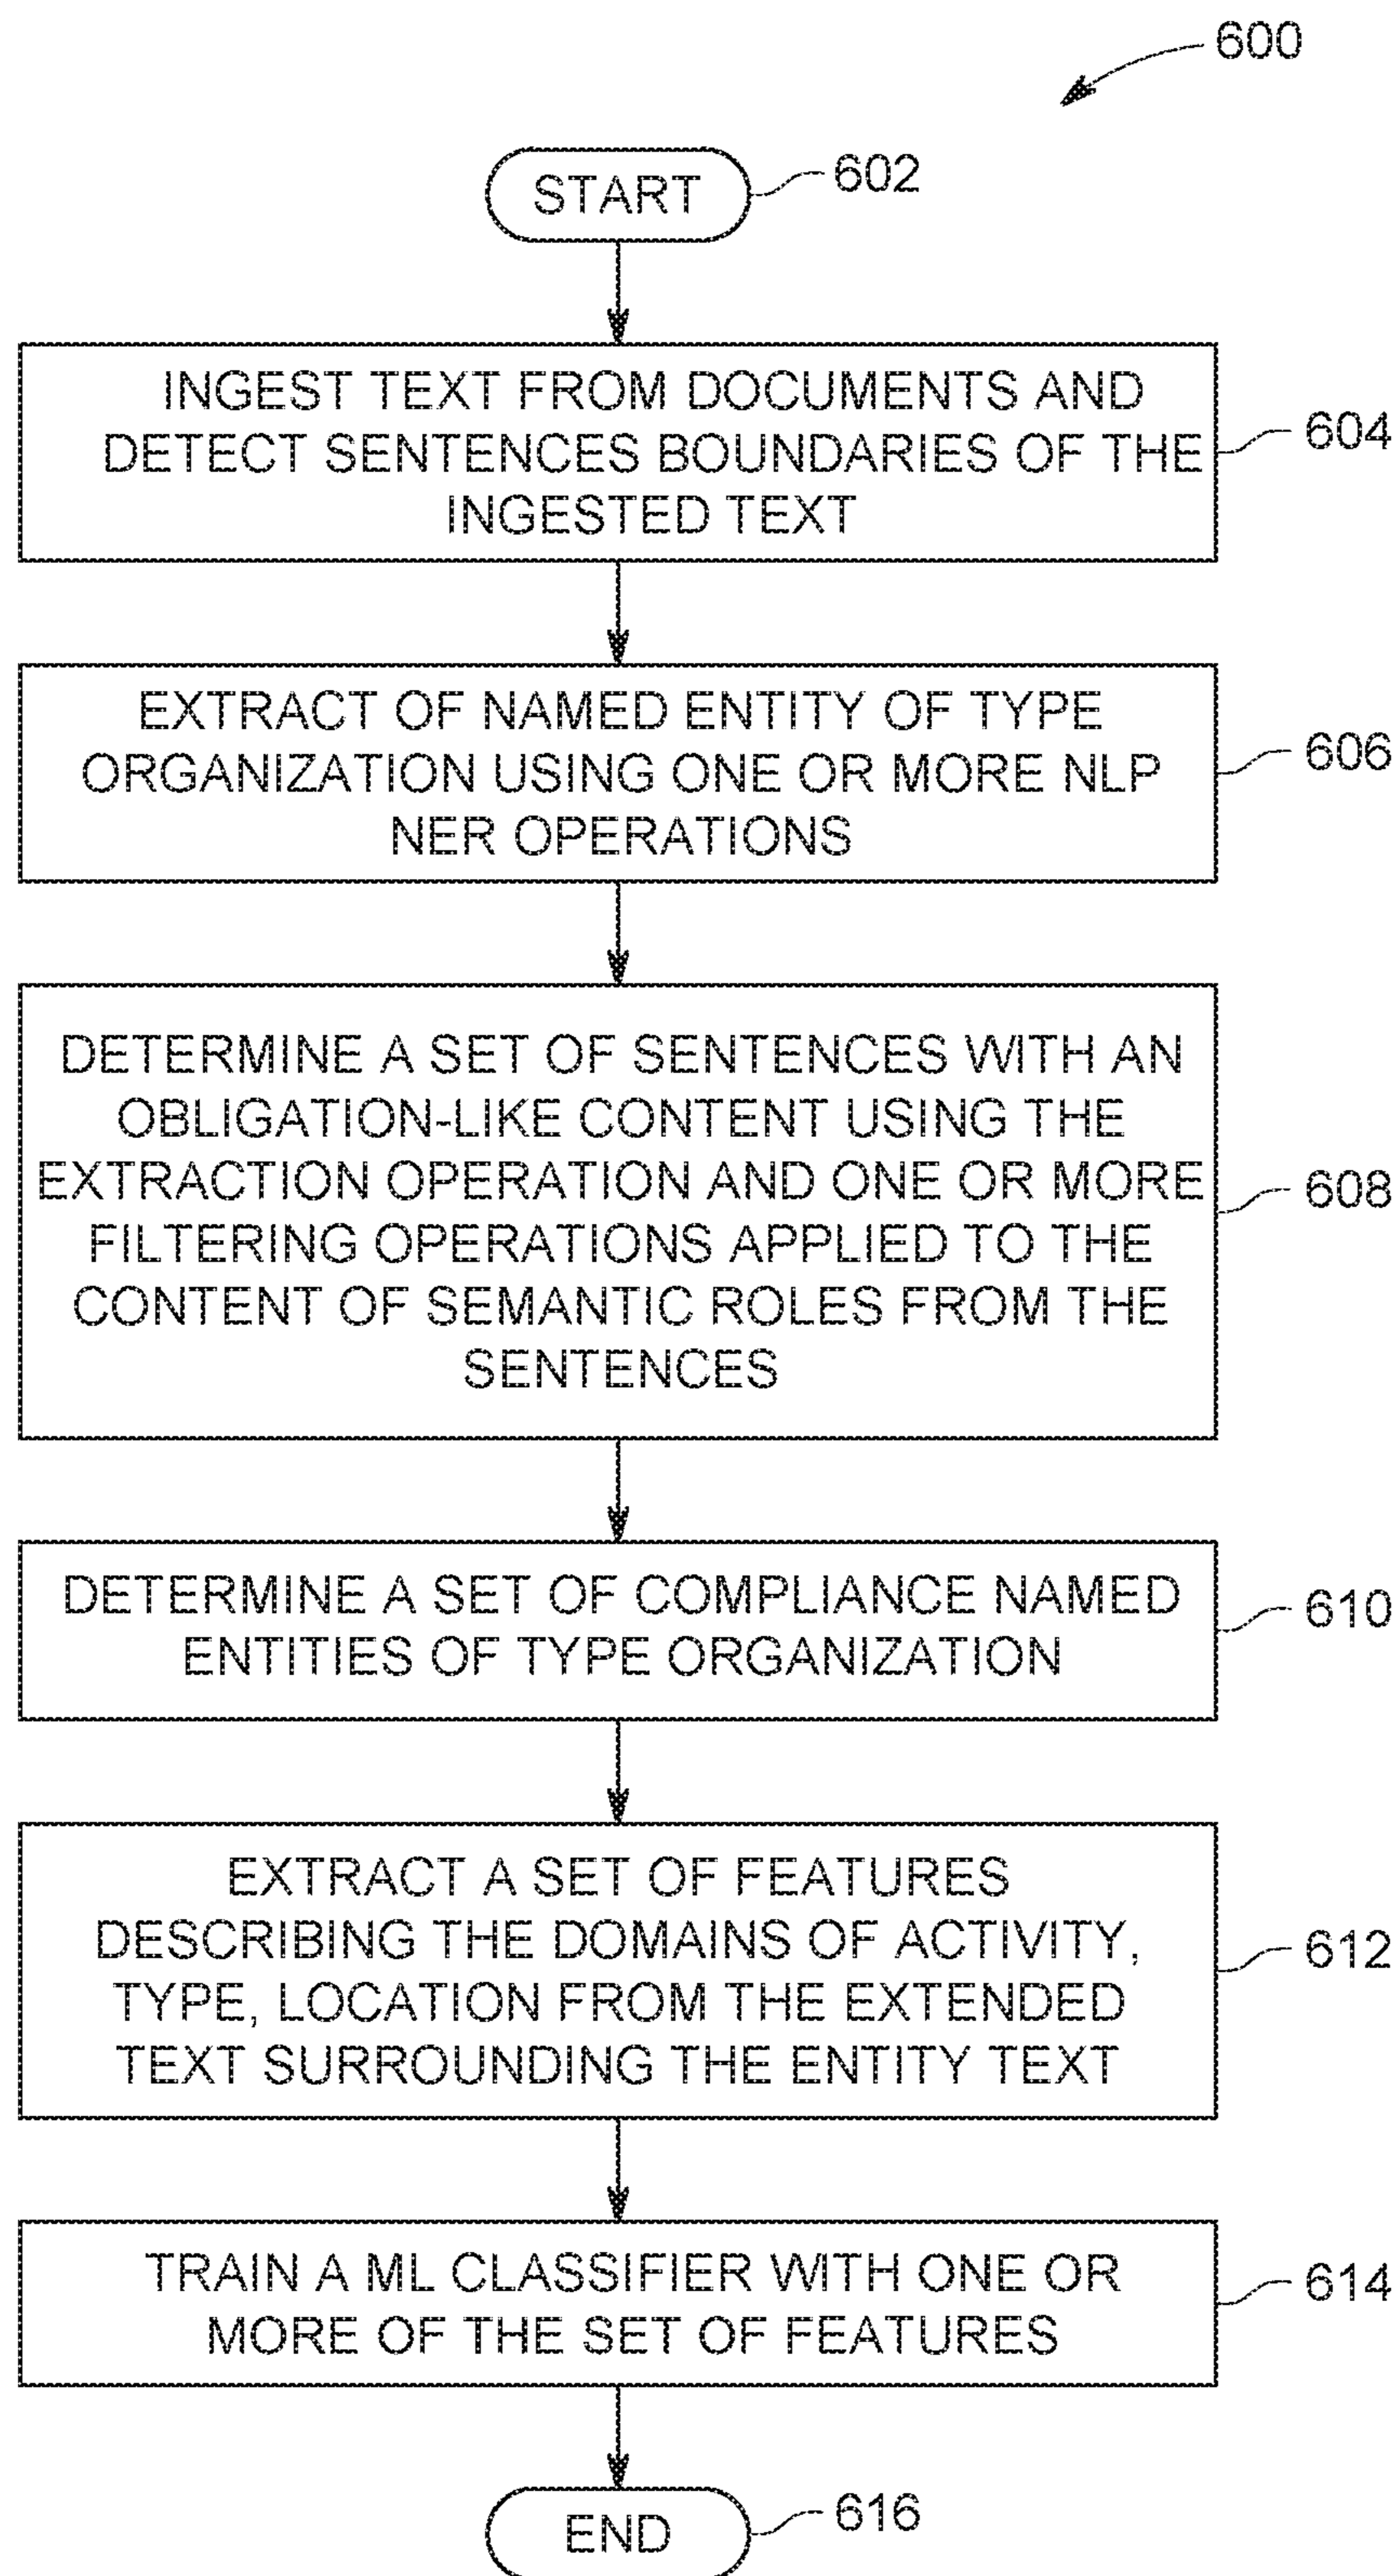 600
START
602
INGEST TEXT FROM DOCUMENTS AND
DETECT SENTENCES BOUNDARIES OF THE
INGESTED TEXT
604
EXTRACT OF NAMED ENTITY OF TYPE
ORGANIZATION USING ONE OR MORE NLP
NER OPERATIONS
606
DETERMINE A SET OF SENTENCES WITH AN
OBLIGATION-LIKE CONTENT USING THE
EXTRACTION OPERATION AND ONE OR MORE
FILTERING OPERATIONS APPLIED TO THE
CONTENT OF SEMANTIC ROLES FROM THE
SENTENCES
608
DETERMINE A SET OF COMPLIANCE NAMED
ENTITIES OF TYPE ORGANIZATION
610
EXTRACT A SET OF FEATURES
DESCRIBING THE DOMAINS OF ACTIVITY,
TYPE, LOCATION FROM THE EXTENDED
TEXT SURROUNDING THE ENTITY TEXT
612
TRAIN A ML CLASSIFIER WITH ONE OR
MORE OF THE SET OF FEATURES
614
END
616